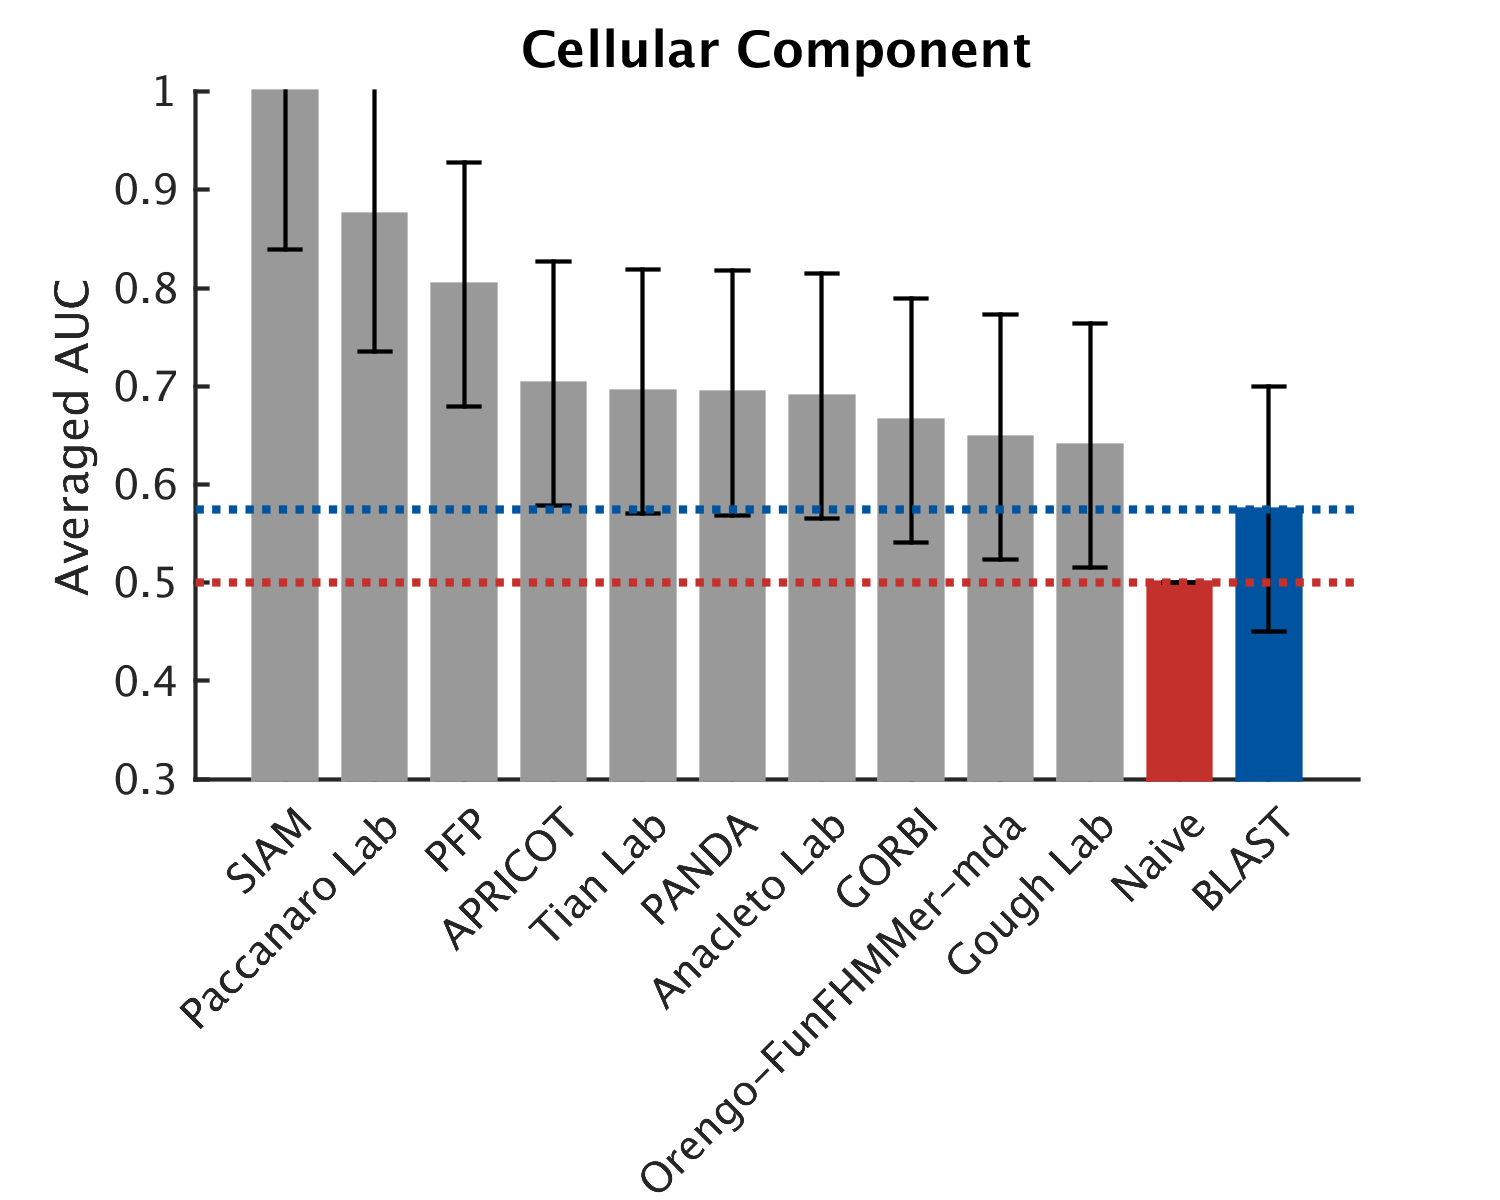 Cellular Component
Averaged AUC
1
0.9
0.8
0.7
0.6
0.5
0.4
0.3
SIAM
Paccanaro Lab
PFP
APRICOT
Tian Lab
PANDA
Anacleto Lab
GORBI
Orengo–FunFHMMer–mda
Gough Lab
Naive
BLAST